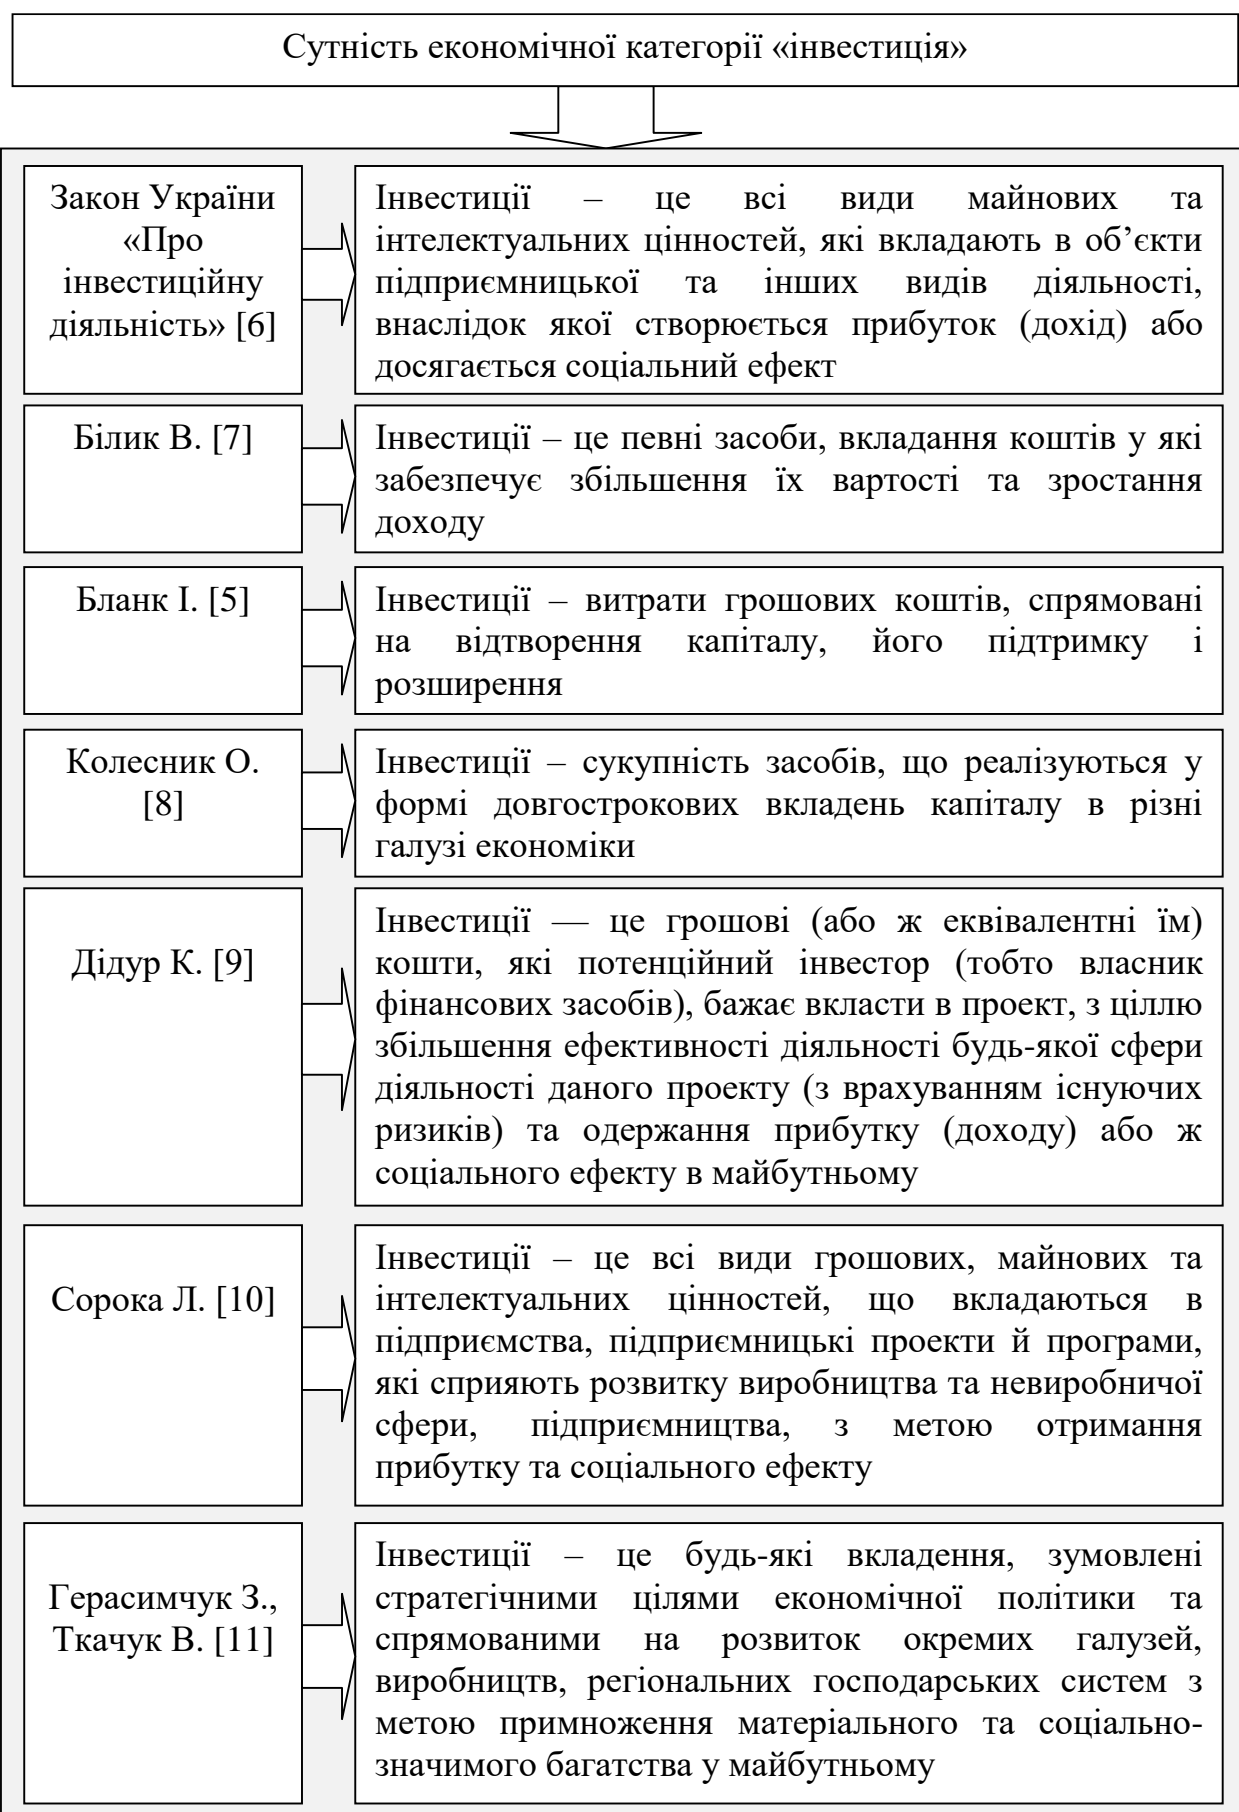 Сутність економічної категорії «інвестиція»
Закон України
«Про
інвестиційну
діяльність» [6]
Інвестиції – це всі види майнових та
інтелектуальних цінностей, які вкладають в об’єкти
підприємницької та інших видів діяльності,
внаслідок якої створюється прибуток (дохід) або
досягається соціальний ефект
Білик В. [7]
Інвестиції – це певні засоби, вкладання коштів у які
забезпечує збільшення їх вартості та зростання
доходу
Бланк І. [5]
Інвестиції – витрати грошових коштів, спрямовані
на відтворення капіталу, його підтримку і
розширення
Колесник О.
[8]
Інвестиції – сукупність засобів, що реалізуються у
формі довгострокових вкладень капіталу в різні
галузі економіки
Дідур К. [9]
Інвестиції — це грошові (або ж еквівалентні їм)
кошти, які потенційний інвестор (тобто власник
фінансових засобів), бажає вкласти в проект, з ціллю
збільшення ефективності діяльності будь-якої сфери
діяльності даного проекту (з врахуванням існуючих
ризиків) та одержання прибутку (доходу) або ж
соціального ефекту в майбутньому
Сорока Л. [10]
Інвестиції – це всі види грошових, майнових та
інтелектуальних цінностей, що вкладаються в
підприємства, підприємницькі проекти й програми,
які сприяють розвитку виробництва та невиробничої
сфери, підприємництва, з метою отримання
прибутку та соціального ефекту
Герасимчук З.,
Ткачук В. [11]
Інвестиції – це будь-які вкладення, зумовлені
стратегічними цілями економічної політики та
спрямованими на розвиток окремих галузей,
виробництв, регіональних господарських систем з
метою примноження матеріального та соціально-
значимого багатства у майбутньому